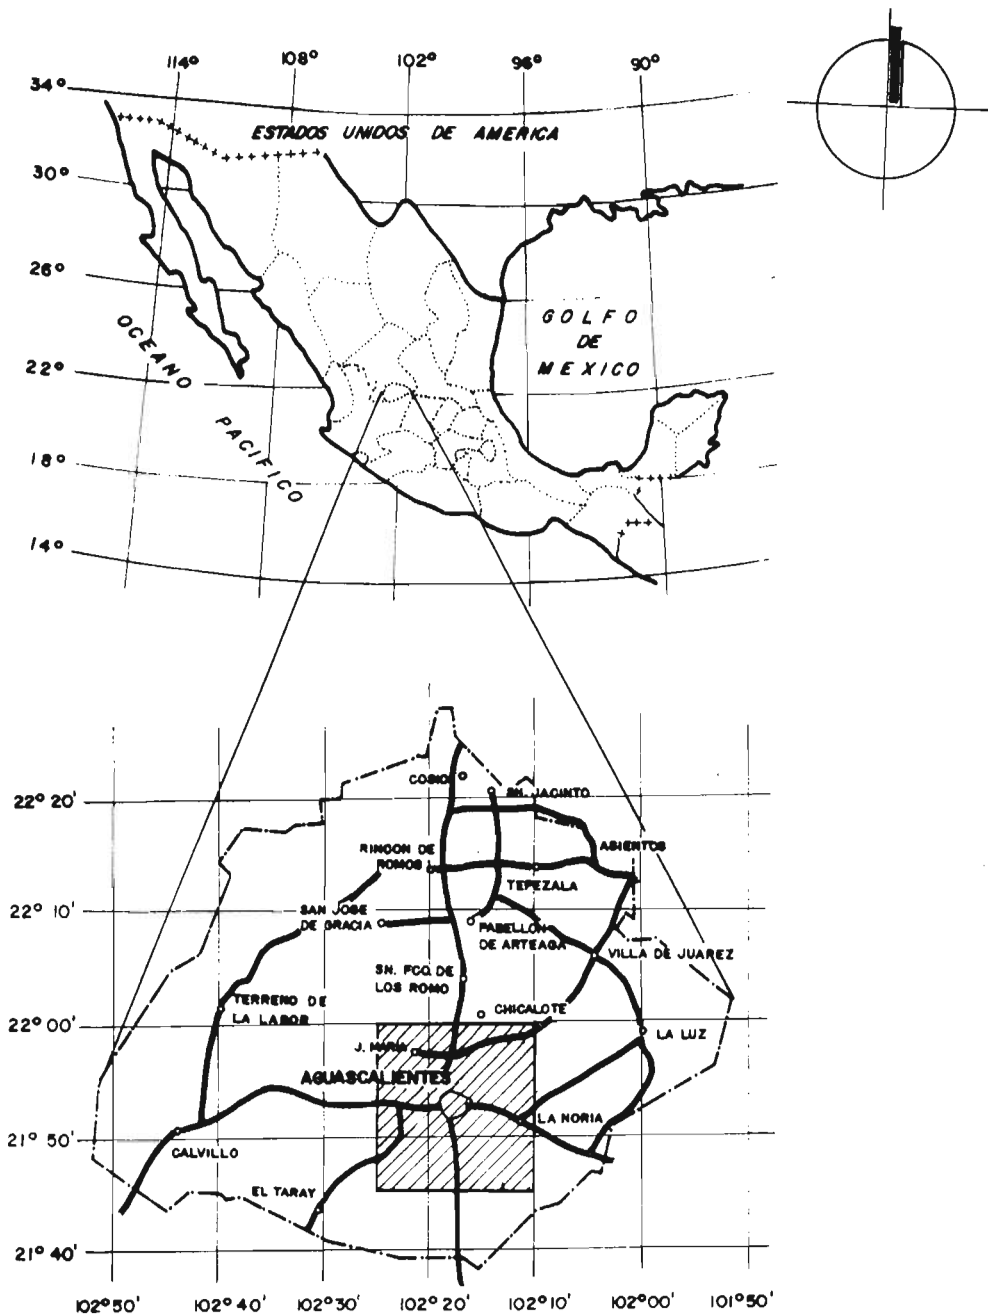 114°
108°
102°
96°
90°
34°
ESTADOS UNIDOS DE AMERICA
30°
26°
GOLFO
DE
MEXICO
OCEANO PACIFICO
22°
18°
14°
COSIO
SN. JACINTO
22° 20'
RINCON DE
ROMOS
ASIENTOS
TEPEZALA
22° 10'
SAN JOSE
DE GRACIA
PABELLON
DE ARTEAGA
VILLA DE JUAREZ
SN. FCO. DE
LOS ROMO
TERRENO DE
LA LABOR
CHICALOTE
22° 00'
LA LUZ
J. MARIA
AGUASCALIENTES
LA NORIA
21° 50'
CALVILLO
EL TARAY
21° 40'
102° 50'
102° 40'
102° 30'
102° 20'
102° 10'
102° 00'
101° 50'